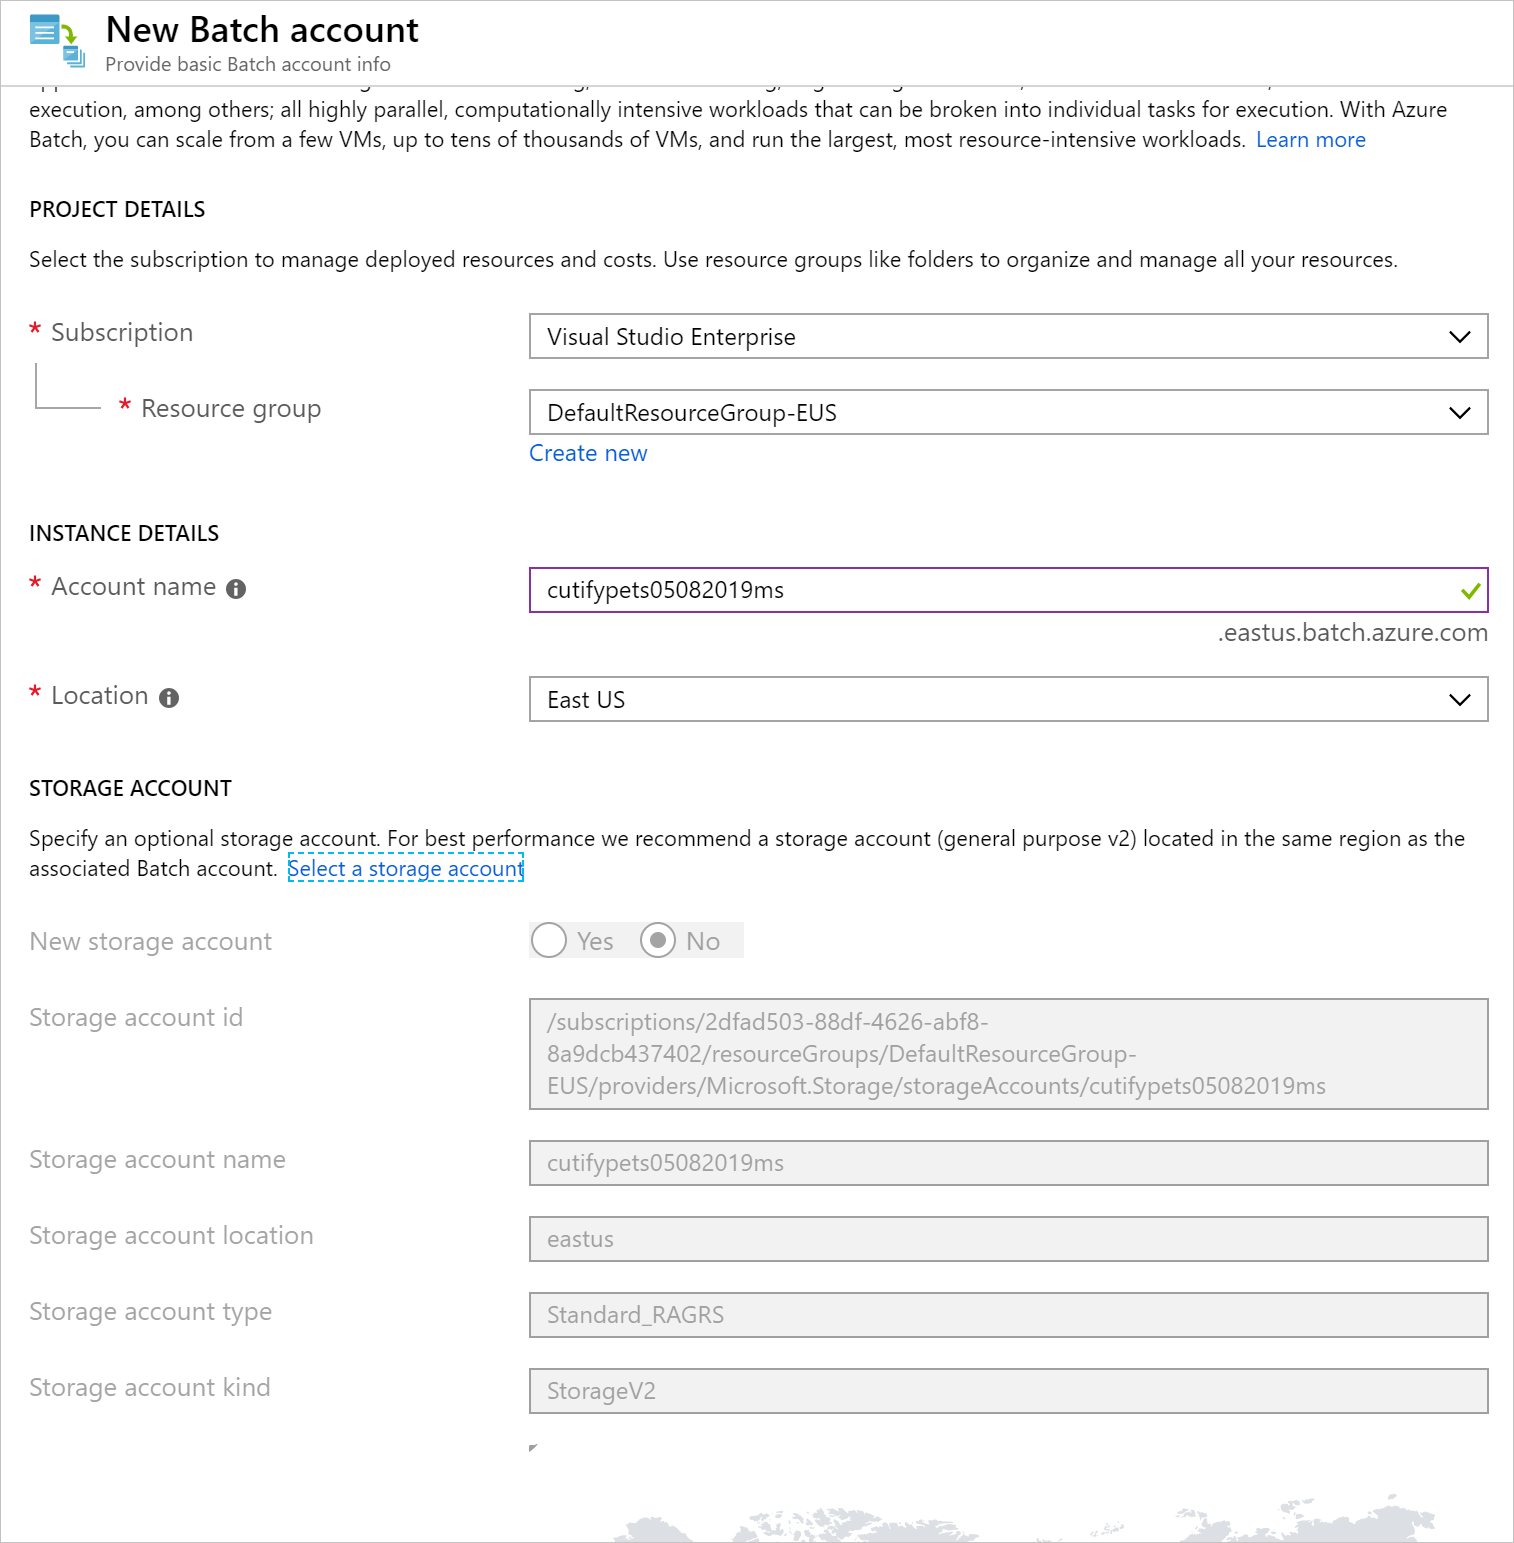 New Batch account
Provide basic Batch account info
execution, among others; all highly parallel, computationally intensive workloads that can be broken into individual tasks for execution. With Azure
Batch, you can scale from a few VMs, up to tens of thousands of VMs, and run the largest, most resource-intensive workloads. Learn more
PROJECT DETAILS
Select the subscription to manage deployed resources and costs. Use resource groups like folders to organize and manage all your resources.
* Subscription
Visual Studio Enterprise
* Resource group
DefaultResourceGroup-EUS
Create new
INSTANCE DETAILS
* Account name
cutifypets05082019ms
.eastus.batch.azure.com
* Location
East US
STORAGE ACCOUNT
Specify an optional storage account. For best performance we recommend a storage account (general purpose v2) located in the same region as the
associated Batch account. Select a storage account
New storage account
Yes No
Storage account id
/subscriptions/2dfad503-88df-4626-abf8-
8a9dcb437402/resourceGroups/DefaultResourceGroup-
EUS/providers/Microsoft.Storage/storageAccounts/cutifypets05082019ms
Storage account name
cutifypets05082019ms
Storage account location
eastus
Storage account type
Standard_RAGRS
Storage account kind
StorageV2